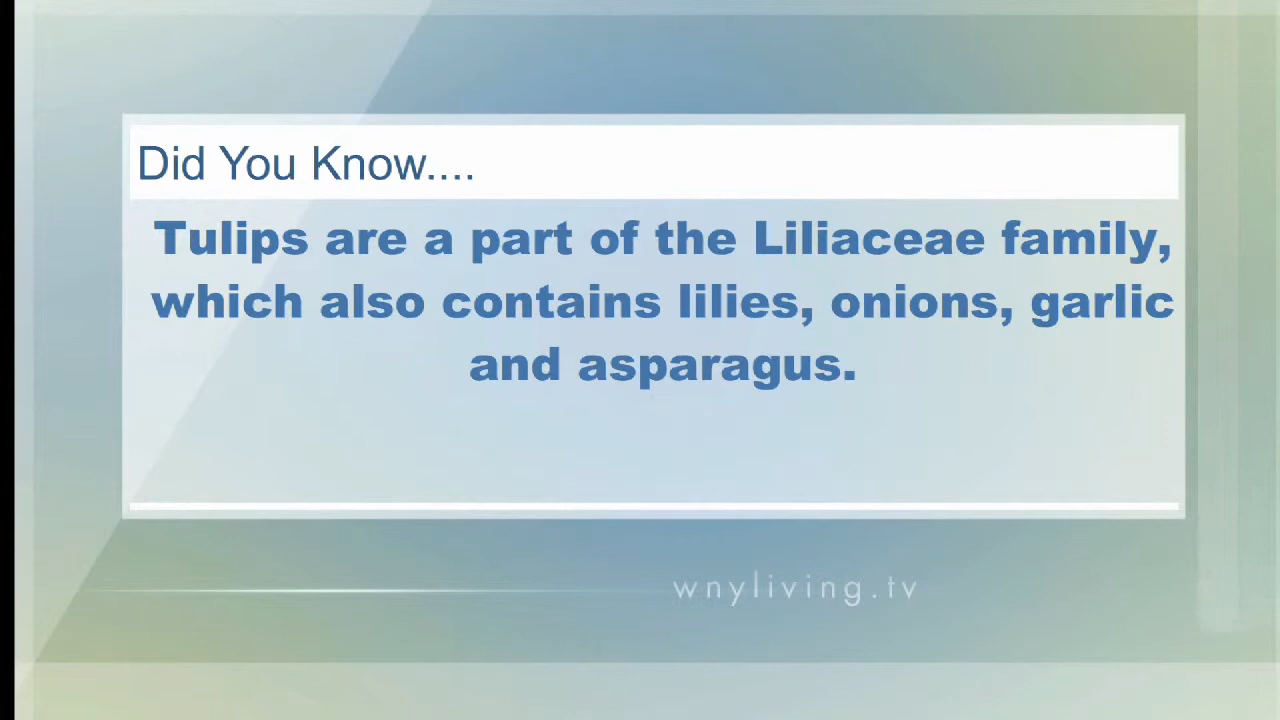 Did You Know....
Tulips are a part of the Liliaceae family,
which also contains lilies, onions, garlic
and asparagus.
wnyliving.tv